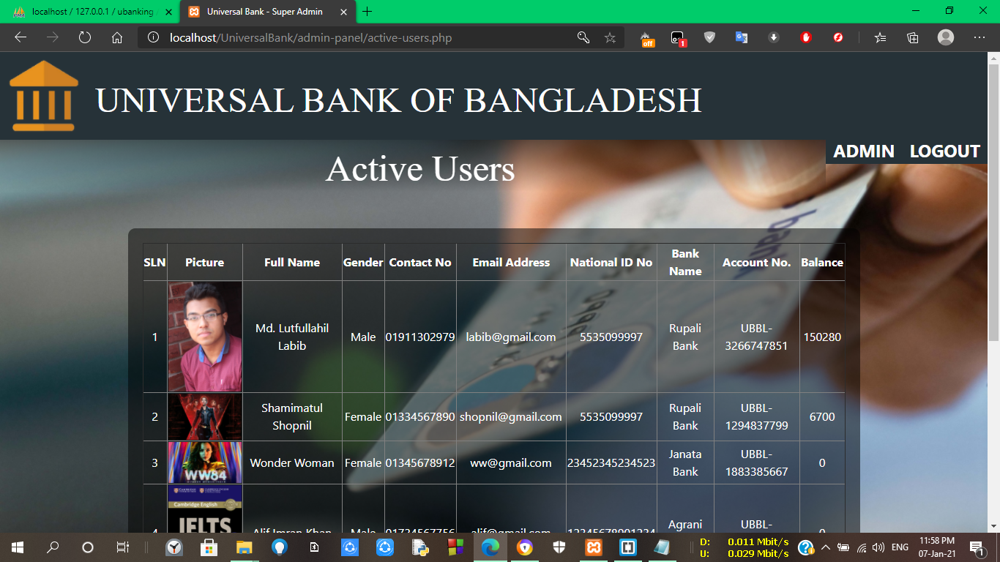 localhost / 127.0.0.1 / ubanking
Universal Bank - Super Admin
localhost/UniversalBank/admin-panel/active-users.php
off
1
UNIVERSAL BANK OF BANGLADESH
ADMIN LOGOUT
Active Users
SLN Picture Full Name Gender Contact No Email Address National ID No Bank Name Account No. Balance
1 Md. Lutfullahil Labib Male 01911302979 labib@gmail.com 5535099997 Rupali Bank UBBL-3266747851 150280
2 Shamimatul Shopnil Female 01334567890 shopnil@gmail.com 5535099997 Rupali Bank UBBL-1294837799 6700
WW84
3 Wonder Woman Female 01345678912 ww@gmail.com 23452345234523 Janata Bank UBBL-1883385667 0
Cambridge English
IELTS
4 Alif Imran Khan Male 01734567756 alif@gmail.com 12345678901234 Agrani UBBL- 0
D: 0.011 Mbit/s
U: 0.029 Mbit/s
ENG
11:58 PM
07-Jan-21
1